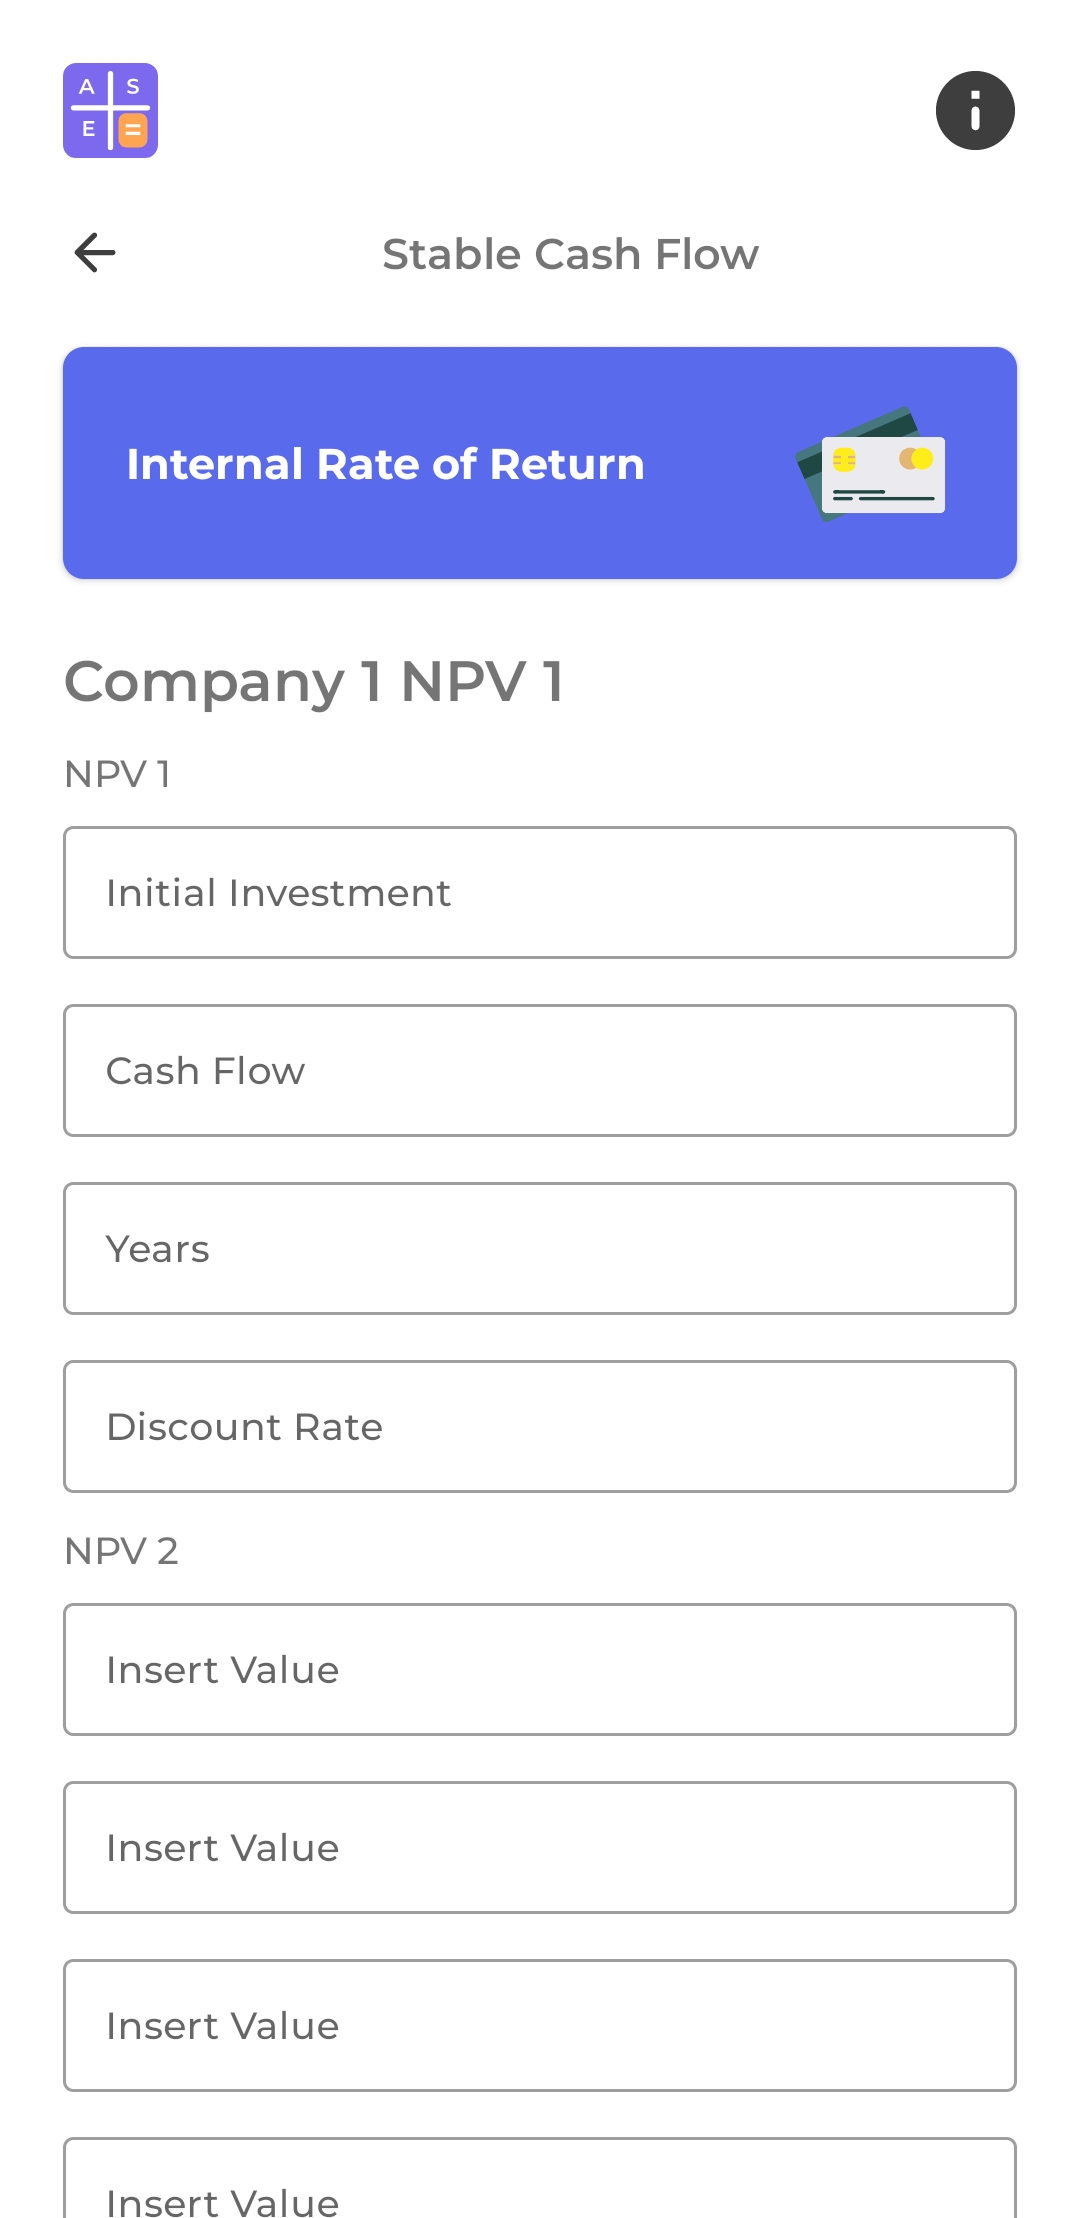 A S
E =
Stable Cash Flow
Internal Rate of Return
Company 1 NPV 1
NPV 1
Initial Investment
Cash Flow
Years
Discount Rate
NPV 2
Insert Value
Insert Value
Insert Value
Insert Value